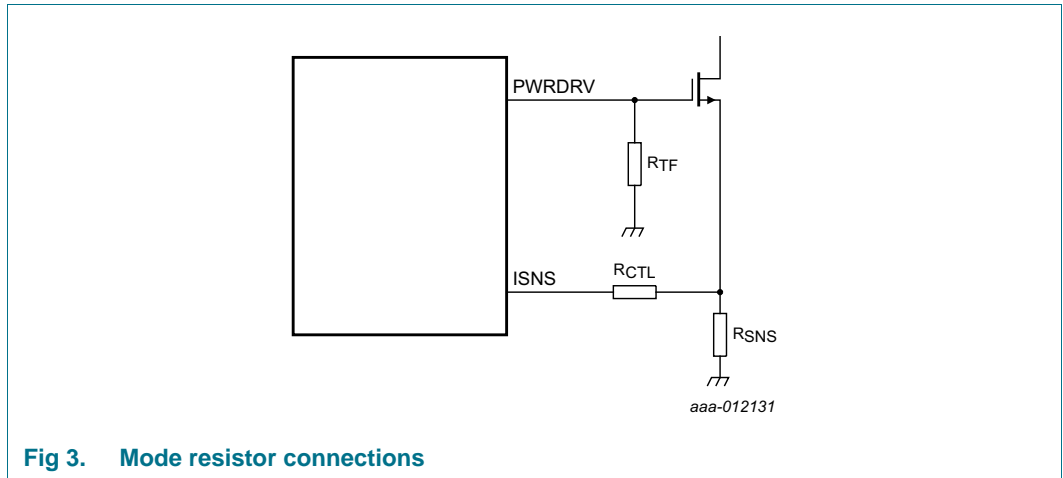 PWRDRV
RTF
ISNS
RCTL
RSNS
aaa-012131
Fig 3. Mode resistor connections